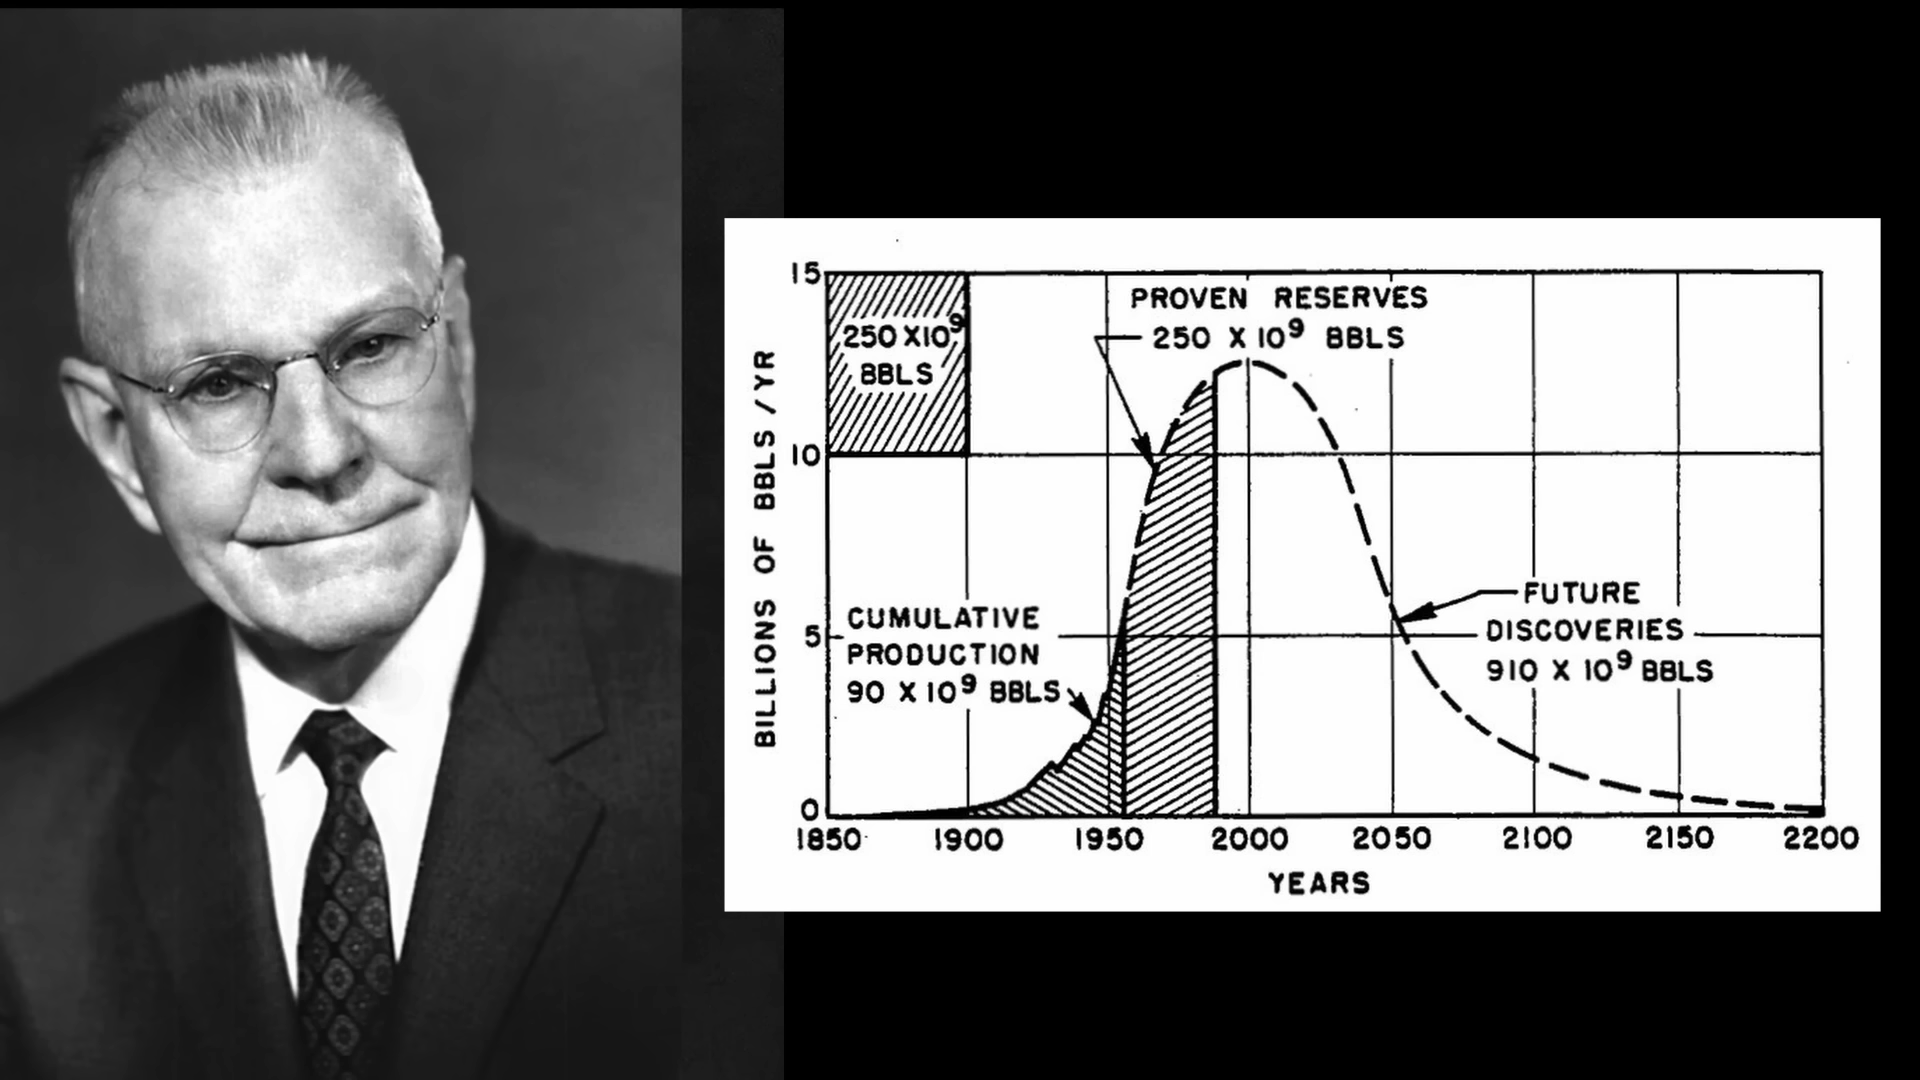 15
250 X 10⁹
BBLS
PROVEN RESERVES
250 X 10⁹ BBLS
10
BILLIONS OF BBLS / YR
CUMULATIVE
PRODUCTION
90 X 10⁹ BBLS
FUTURE
DISCOVERIES
910 X 10⁹ BBLS
5
0
1850 1900 1950 2000 2050 2100 2150 2200
YEARS